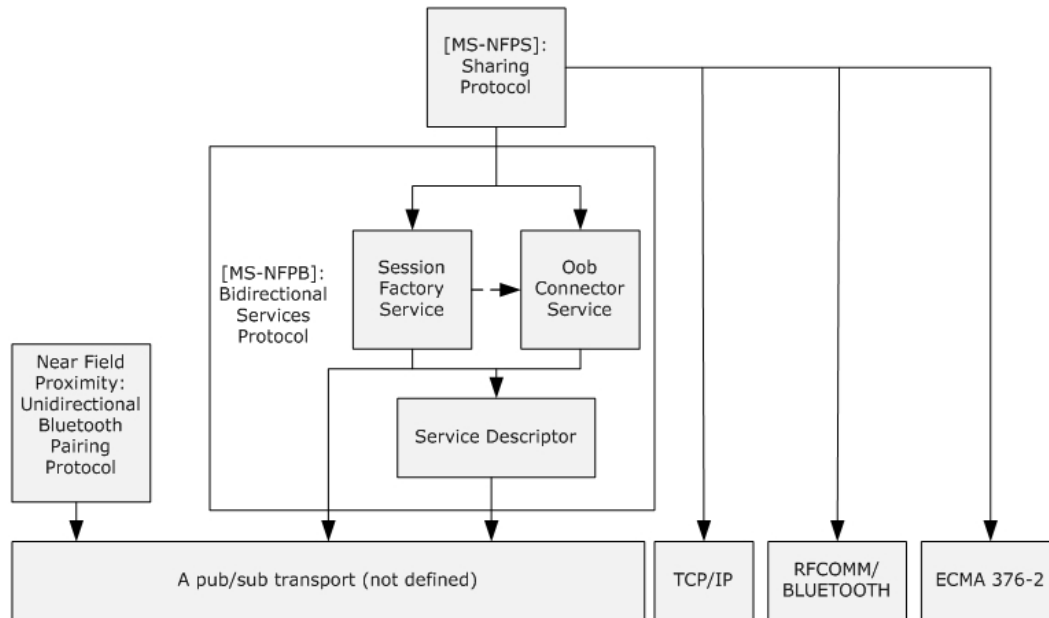 [MS-NFPS]:
Sharing
Protocol
[MS-NFPB]:
Bidirectional
Services
Protocol
Session
Factory
Service
Oob
Connector
Service
Near Field
Proximity:
Unidirectional
Bluetooth
Pairing
Protocol
Service Descriptor
A pub/sub transport (not defined)
TCP/IP
RFCOMM/
BLUETOOTH
ECMA 376-2